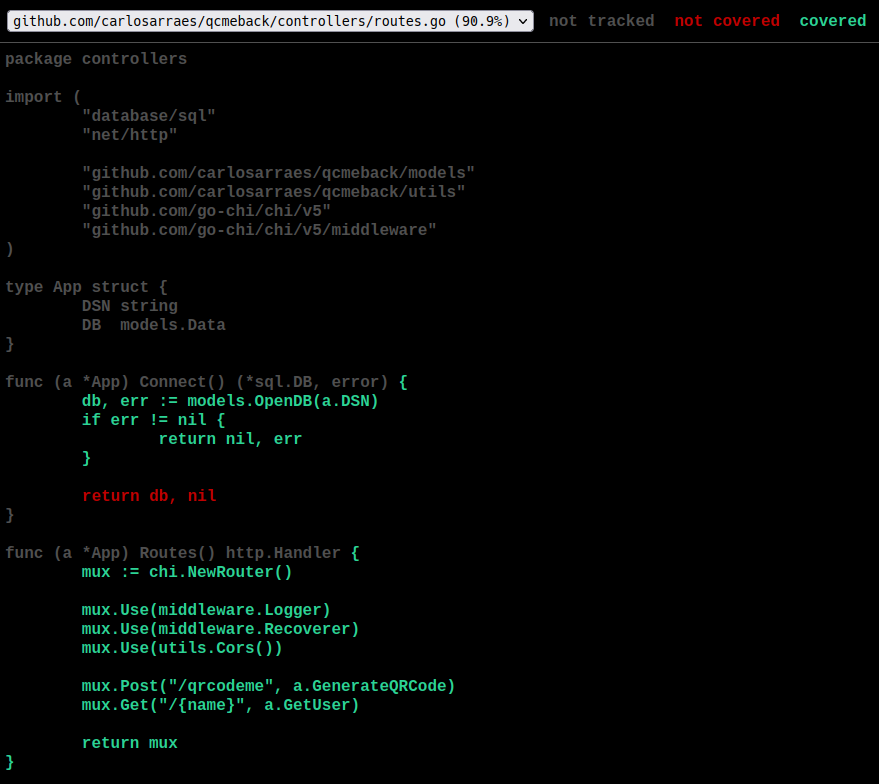 github.com/carlosarraes/qcmeback/controllers/routes.go (90.9%) not tracked not covered covered
package controllers
import (
"database/sql"
"net/http"
"github.com/carlosarraes/qcmeback/models"
"github.com/carlosarraes/qcmeback/utils"
"github.com/go-chi/chi/v5"
"github.com/go-chi/chi/v5/middleware"
)
type App struct {
DSN string
DB  models.Data
}
func (a *App) Connect() (*sql.DB, error) {
db, err := models.OpenDB(a.DSN)
if err != nil {
return nil, err
}
return db, nil
}
func (a *App) Routes() http.Handler {
mux := chi.NewRouter()
mux.Use(middleware.Logger)
mux.Use(middleware.Recoverer)
mux.Use(utils.Cors())
mux.Post("/qrcodeme", a.GenerateQRCode)
mux.Get("/{name}", a.GetUser)
return mux
}